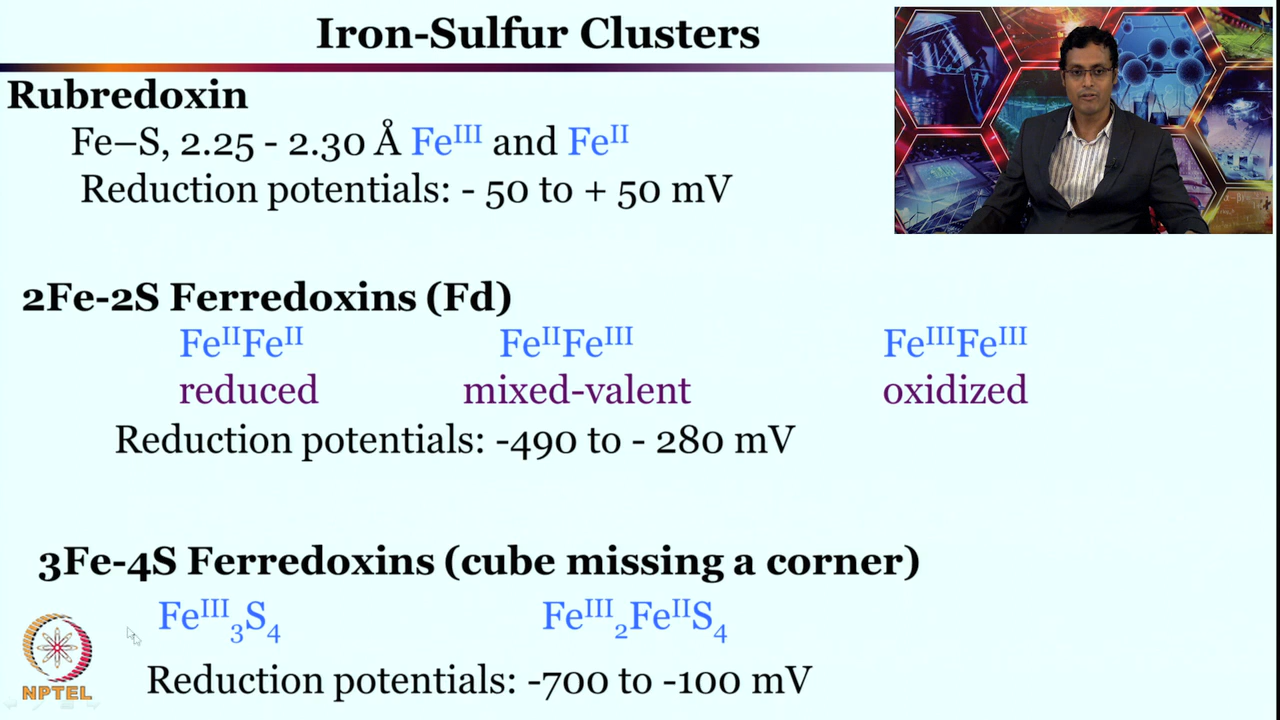 Iron-Sulfur Clusters
Rubredoxin
Fe–S, 2.25 - 2.30 Å Feᴵᴵᴵ and Feᴵᴵ
Reduction potentials: - 50 to + 50 mV
2Fe-2S Ferredoxins (Fd)
FeᴵᴵFeᴵᴵ FeᴵᴵFeᴵᴵᴵ FeᴵᴵᴵFeᴵᴵᴵ
reduced mixed-valent oxidized
Reduction potentials: -490 to - 280 mV
3Fe-4S Ferredoxins (cube missing a corner)
Feᴵᴵᴵ₃S₄ Feᴵᴵᴵ₂FeᴵᴵS₄
Reduction potentials: -700 to -100 mV
NPTEL